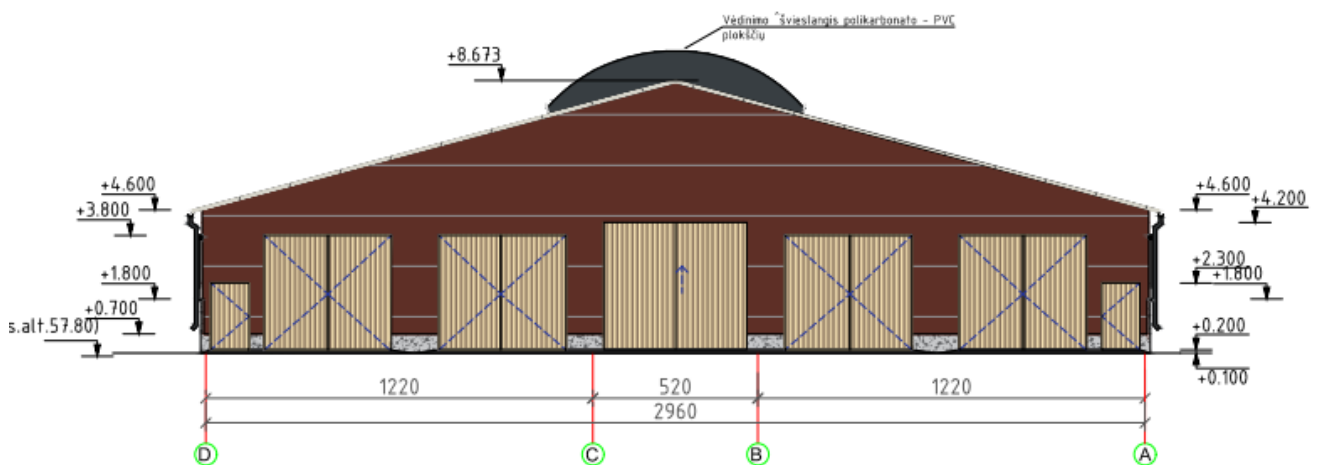 Vėdinimo ^švieslangis polikarbonato - PVC
plokščių
+8.673
+4.600
+3.800
+1.800
+0.700
s.alt.57.80)
+4.600
+4.200
+2.300
+1.800
+0.200
+0.100
1220
520
1220
2960
D
C
B
A